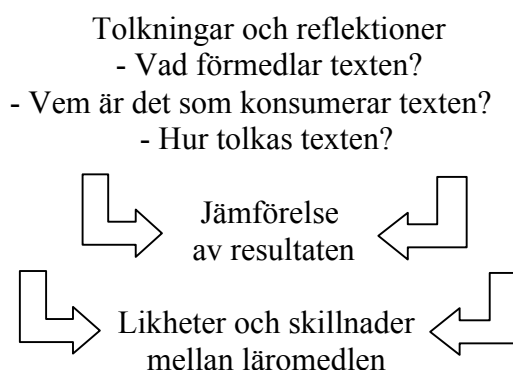 Tolkningar och reflektioner
- Vad förmedlar texten?
- Vem är det som konsumerar texten?
- Hur tolkas texten?
Jämförelse
av resultaten
Likheter och skillnader
mellan läromedlen